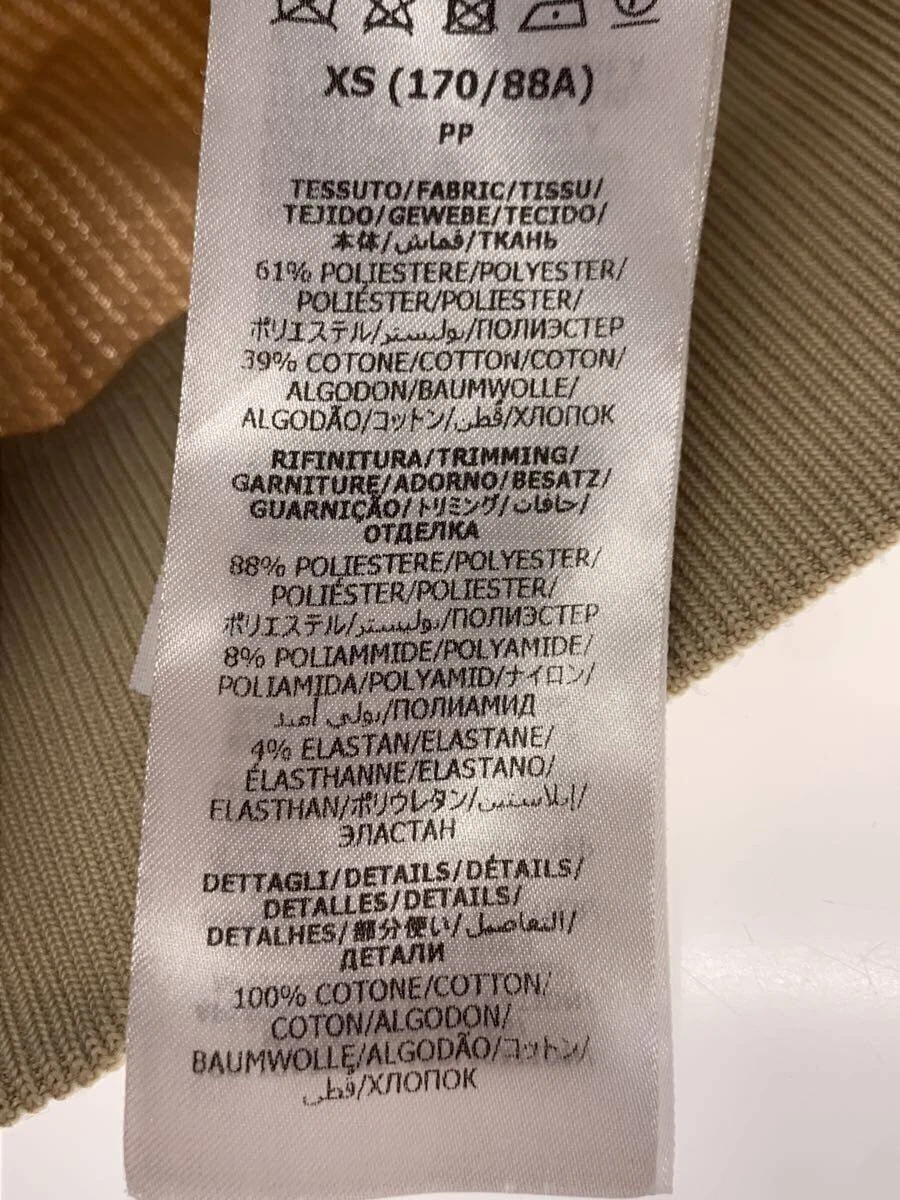 XS (170/88A)
PP
TESSUTO/FABRIC/TISSU/
TEJIDO/GEWEBE/TECIDO/
本体/قماش/ТКАНЬ
61% POLIESTERE/POLYESTER/
POLIÉSTER/POLIESTER/
ポリエステル/بوليستر/ПОЛИЭСТЕР
39% COTONE/COTTON/COTON/
ALGODON/BAUMWOLLE/
ALGODÃO/コットン/قطن/ХЛОПОК
RIFINITURA/TRIMMING/
GARNITURE/ADORNO/BESATZ/
GUARNIÇÃO/トリミング/حافات/
ОТДЕЛКА
88% POLIESTERE/POLYESTER/
POLIÉSTER/POLIESTER/
ポリエステル/بوليستر/ПОЛИЭСТЕР
8% POLIAMMIDE/POLYAMIDE/
POLIAMIDA/POLYAMID/ナイロン/
بولي أميد/ПОЛИАМИД
4% ELASTAN/ELASTANE/
ÉLASTHANNE/ELASTANO/
ELASTHAN/ポリウレタン/إيلاستين/
ЭЛАСТАН
DETTAGLI/DETAILS/DÉTAILS/
DETALLES/DETAILS/
DETALHES/部分使い/التفاصيل/
ДЕТАЛИ
100% COTONE/COTTON/
COTON/ALGODON/
BAUMWOLLE/ALGODÃO/コットン/
قطن/ХЛОПОК